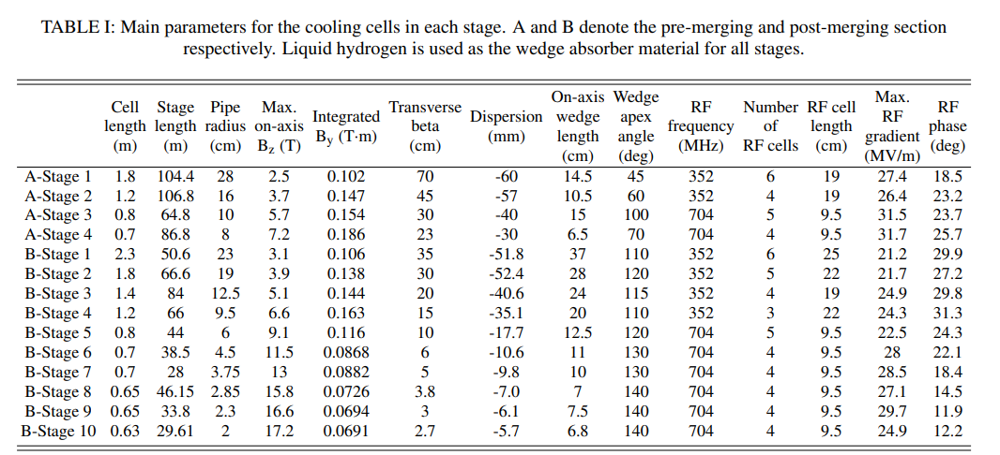 TABLE I: Main parameters for the cooling cells in each stage. A and B denote the pre-merging and post-merging section
respectively. Liquid hydrogen is used as the wedge absorber material for all stages.
Cell length (m) Stage length (m) Pipe radius (cm) Max. on-axis Bz (T) Integrated By (T·m) Transverse beta (cm) Dispersion (mm) On-axis wedge length (cm) Wedge apex angle (deg) RF frequency (MHz) Number of RF cells RF cell length (cm) Max. RF gradient (MV/m) RF phase (deg)
A-Stage 1 1.8 104.4 28 2.5 0.102 70 -60 14.5 45 352 6 19 27.4 18.5
A-Stage 2 1.2 106.8 16 3.7 0.147 45 -57 10.5 60 352 4 19 26.4 23.2
A-Stage 3 0.8 64.8 10 5.7 0.154 30 -40 15 100 704 5 9.5 31.5 23.7
A-Stage 4 0.7 86.8 8 7.2 0.186 23 -30 6.5 70 704 4 9.5 31.7 25.7
B-Stage 1 2.3 50.6 23 3.1 0.106 35 -51.8 37 110 352 6 25 21.2 29.9
B-Stage 2 1.8 66.6 19 3.9 0.138 30 -52.4 28 120 352 5 22 21.7 27.2
B-Stage 3 1.4 84 12.5 5.1 0.144 20 -40.6 24 115 352 4 19 24.9 29.8
B-Stage 4 1.2 66 9.5 6.6 0.163 15 -35.1 20 110 352 3 22 24.3 31.3
B-Stage 5 0.8 44 6 9.1 0.116 10 -17.7 12.5 120 704 5 9.5 22.5 24.3
B-Stage 6 0.7 38.5 4.5 11.5 0.0868 6 -10.6 11 130 704 4 9.5 28 22.1
B-Stage 7 0.7 28 3.75 13 0.0882 5 -9.8 10 130 704 4 9.5 28.5 18.4
B-Stage 8 0.65 46.15 2.85 15.8 0.0726 3.8 -7.0 7 140 704 4 9.5 27.1 14.5
B-Stage 9 0.65 33.8 2.3 16.6 0.0694 3 -6.1 7.5 140 704 4 9.5 29.7 11.9
B-Stage 10 0.63 29.61 2 17.2 0.0691 2.7 -5.7 6.8 140 704 4 9.5 24.9 12.2